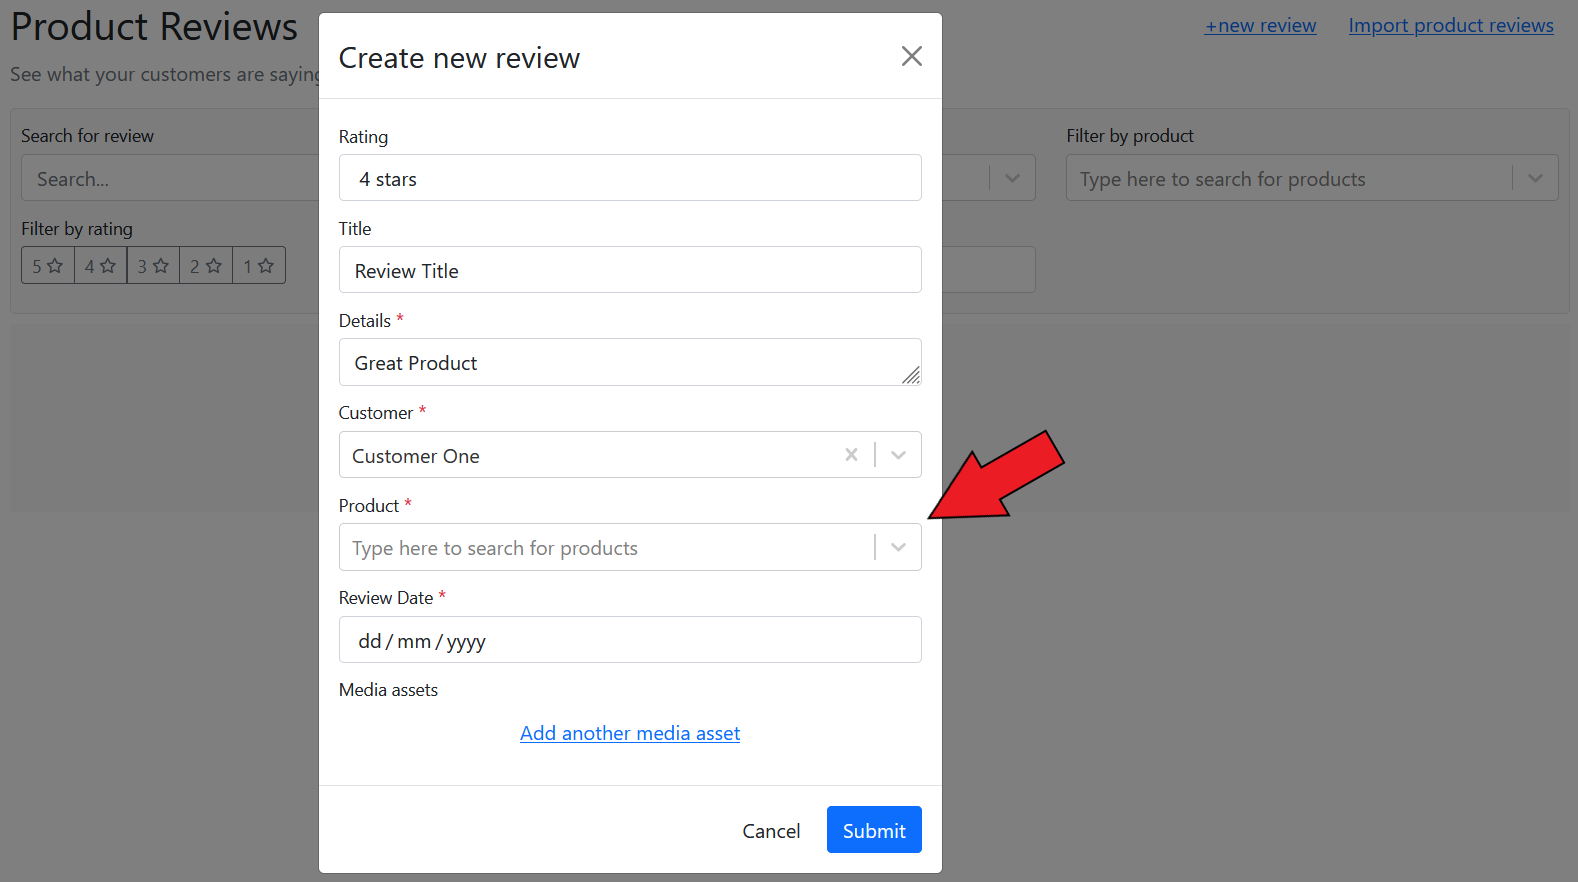 Product Reviews
+new review
Import product reviews
See what your customers are saying
Search for review
Search...
Filter by product
Type here to search for products
Filter by rating
5 4 3 2 1
Create new review
Rating
4 stars
Title
Review Title
Details *
Great Product
Customer *
Customer One
Product *
Type here to search for products
Review Date *
dd/mm/yyyy
Media assets
Add another media asset
Cancel
Submit